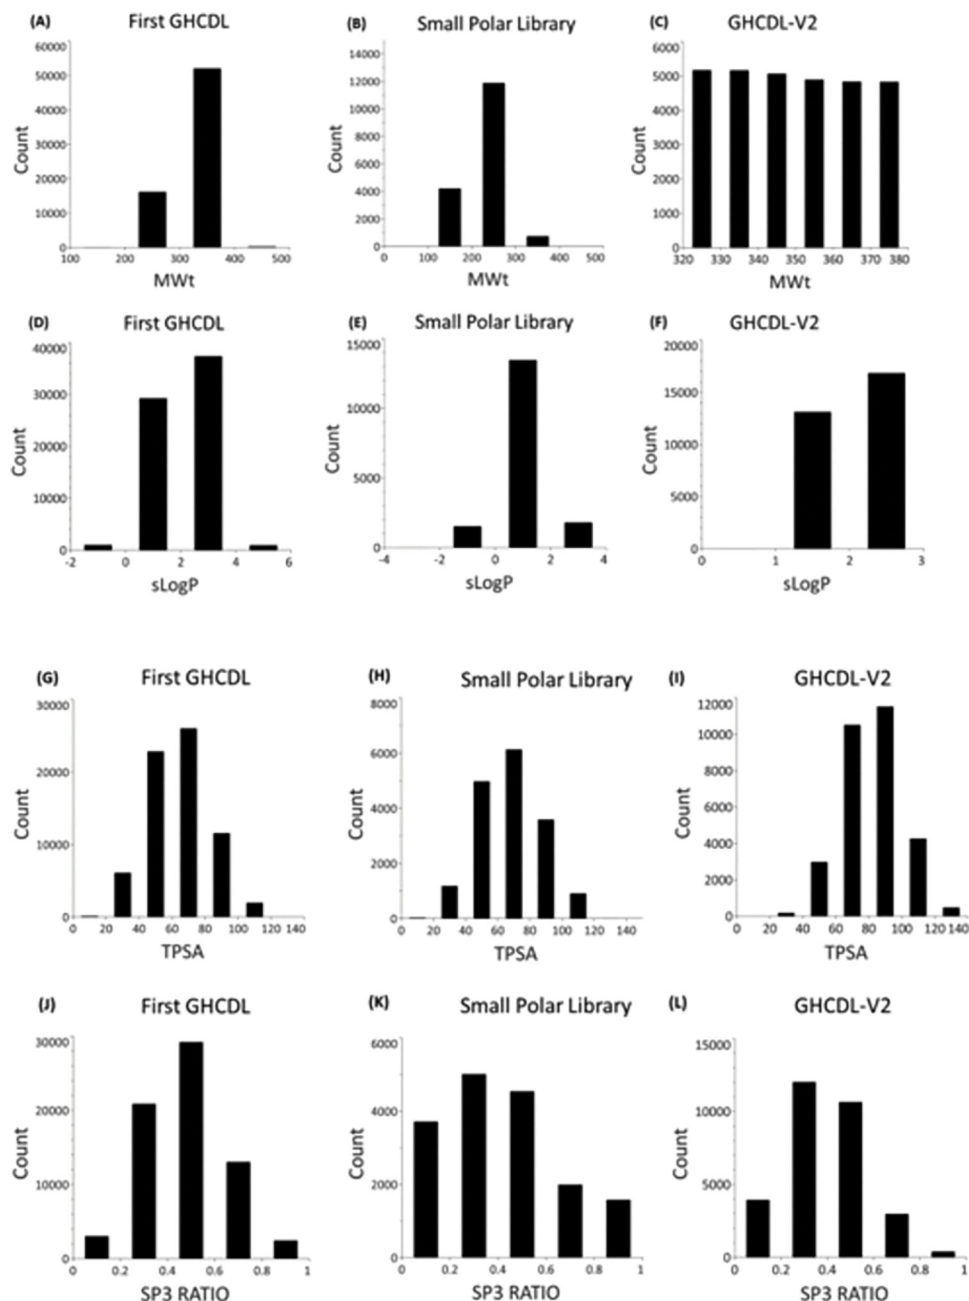 (A) First GHCDL
60000
50000
40000
30000
20000
10000
0
100 200 300 400 500
Count
MWt
(B) Small Polar Library
14000
12000
10000
8000
6000
4000
2000
0
0 100 200 300 400 500
Count
MWt
(C) GHCDL-V2
6000
5000
4000
3000
2000
1000
0
320 330 340 350 360 370 380
Count
MWt
(D) First GHCDL
40000
30000
20000
10000
0
-2 0 2 4 6
Count
sLogP
(E) Small Polar Library
15000
10000
5000
0
-4 -2 0 2 4
Count
sLogP
(F) GHCDL-V2
20000
15000
10000
5000
0
0 1 2 3
Count
sLogP
(G) First GHCDL
30000
20000
10000
0
0 20 40 60 80 100 120 140
Count
TPSA
(H) Small Polar Library
8000
6000
4000
2000
0
0 20 40 60 80 100 120 140
Count
TPSA
(I) GHCDL-V2
12000
10000
8000
6000
4000
2000
0
0 20 40 60 80 100 120 140
Count
TPSA
(J) First GHCDL
30000
20000
10000
0
0 0.2 0.4 0.6 0.8 1
Count
SP3 RATIO
(K) Small Polar Library
6000
4000
2000
0
0 0.2 0.4 0.6 0.8 1
Count
SP3 RATIO
(L) GHCDL-V2
15000
10000
5000
0
0 0.2 0.4 0.6 0.8 1
Count
SP3 RATIO